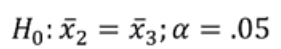 H₀: x̄₂ = x̄₃; α = .05